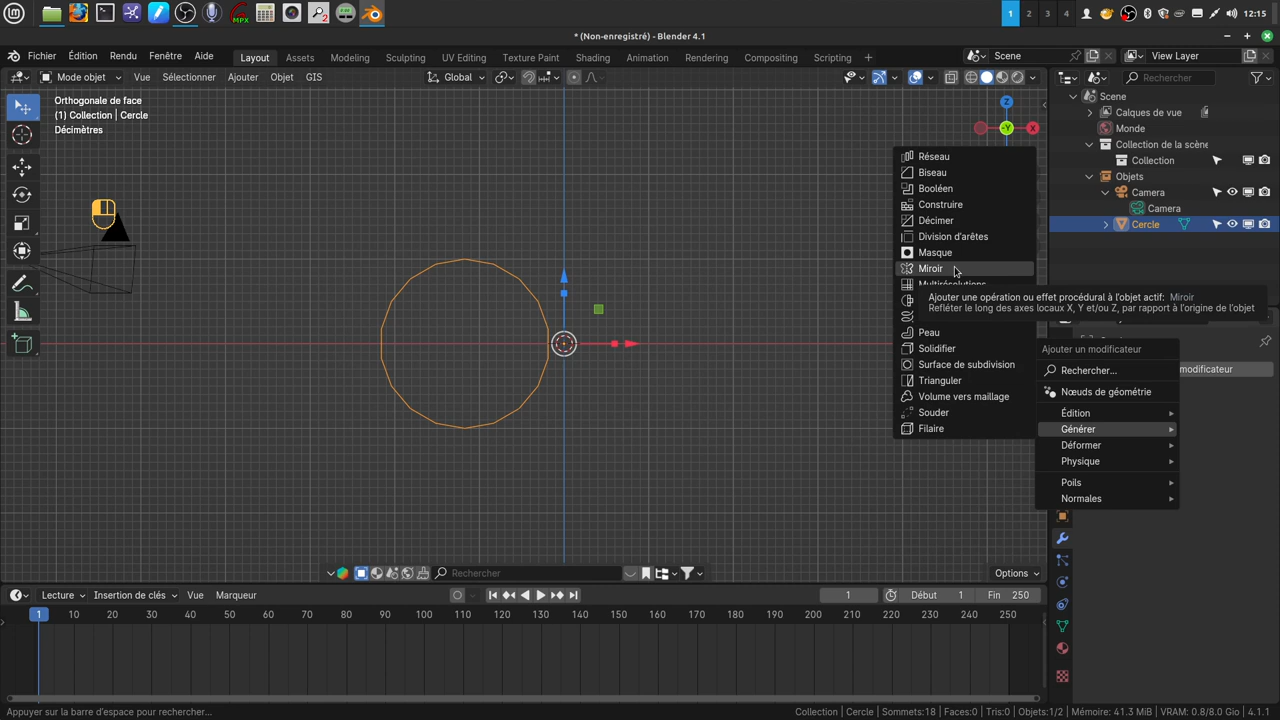 MPX
2
1
2
3
4
12:15
* (Non-enregistré) - Blender 4.1
Fichier
Édition
Rendu
Fenêtre
Aide
Layout
Assets
Modeling
Sculpting
UV Editing
Texture Paint
Shading
Animation
Rendering
Compositing
Scripting
+
Scene
View Layer
Mode objet
Vue
Sélectionner
Ajouter
Objet
GIS
Global
Rechercher
Orthogonale de face
(1) Collection | Cercle
Décimètres
Z
-Y
X
Scene
Calques de vue
Monde
Collection de la scène
Collection
Objets
Camera
Camera
Cercle
Réseau
Biseau
Booléen
Construire
Décimer
Division d'arêtes
Masque
Miroir
Multirésolutions
Ajouter une opération ou effet procédural à l'objet actif: Miroir
Refléter le long des axes locaux X, Y et/ou Z, par rapport à l'origine de l'objet
Peau
Solidifier
Surface de subdivision
Trianguler
Volume vers maillage
Souder
Filaire
Ajouter un modificateur
Rechercher...
modificateur
Nœuds de géométrie
Édition
Générer
Déformer
Physique
Poils
Normales
Rechercher
Options
Lecture
Insertion de clés
Vue
Marqueur
1
Début 1
Fin 250
1 10 20 30 40 50 60 70 80 90 100 110 120 130 140 150 160 170 180 190 200 210 220 230 240 250
Appuyer sur la barre d'espace pour rechercher...
Collection | Cercle | Sommets:18 | Faces:0 | Tris:0 | Objets:1/2 | Mémoire: 41.3 MiB | VRAM: 0.8/8.0 Gio | 4.1.1